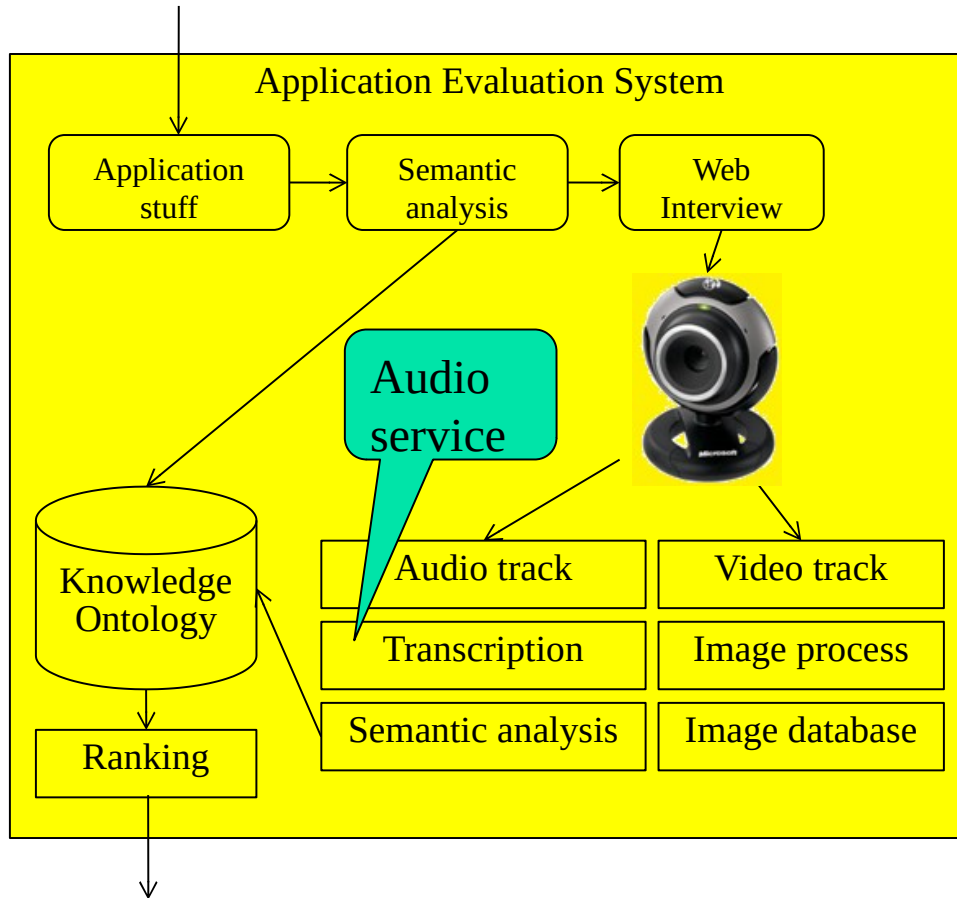 Application Evaluation System
Application
stuff
Semantic
analysis
Web
Interview
Audio
service
Microsoft
Knowledge
Ontology
Audio track
Video track
Transcription
Image process
Semantic analysis
Image database
Ranking